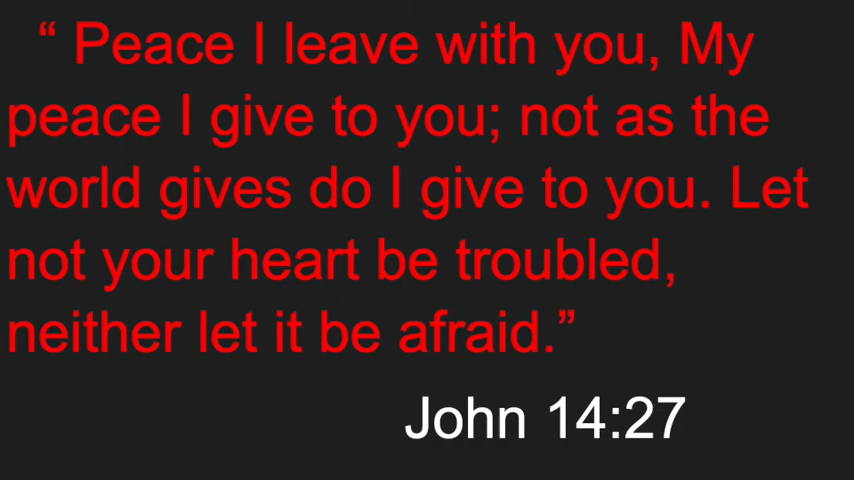 “ Peace I leave with you, My
peace I give to you; not as the
world gives do I give to you. Let
not your heart be troubled,
neither let it be afraid.”
John 14:27